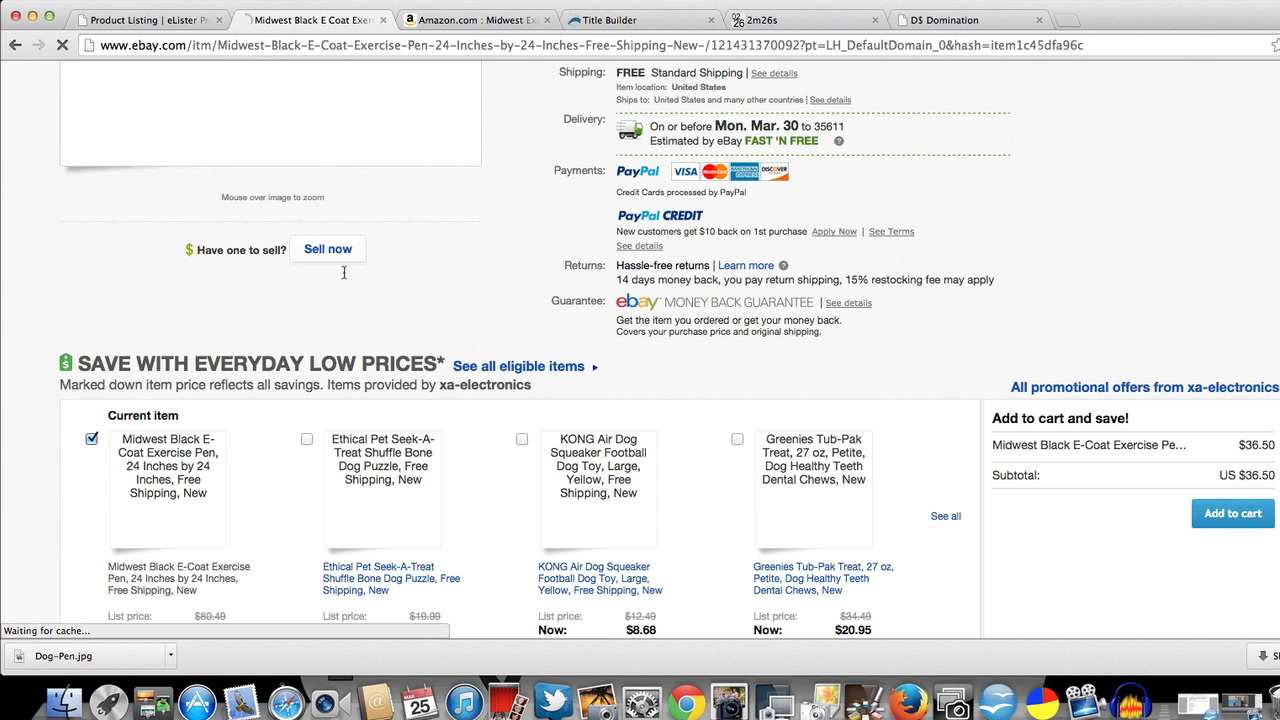 Product Listing | eLister P
Midwest Black E Coat Exer
Amazon.com : Midwest Ex
Title Builder
2m26s
D$ Domination
www.ebay.com/itm/Midwest-Black-E-Coat-Exercise-Pen-24-Inches-by-24-Inches-Free-Shipping-New-/121431370092?pt=LH_DefaultDomain_0&hash=item1c45dfa96c
Shipping: FREE Standard Shipping | See details
Item location: United States
Ships to: United States and many other countries | See details
Delivery: On or before Mon. Mar. 30 to 35611
Estimated by eBay FAST 'N FREE
Mouse over image to zoom
$ Have one to sell? Sell now
Payments: PayPal VISA MasterCard AMERICAN EXPRESS DISCOVER
Credit Cards processed by PayPal
PayPal CREDIT
New customers get $10 back on 1st purchase Apply Now | See Terms
See details
Returns: Hassle-free returns | Learn more
14 days money back, you pay return shipping, 15% restocking fee may apply
Guarantee: ebay MONEY BACK GUARANTEE | See details
Get the item you ordered or get your money back.
Covers your purchase price and original shipping.
SAVE WITH EVERYDAY LOW PRICES* See all eligible items
Marked down item price reflects all savings. Items provided by xa-electronics
All promotional offers from xa-electronics
Current item
Midwest Black E-
Coat Exercise Pen,
24 Inches by 24
Inches, Free
Shipping, New
Ethical Pet Seek-A-
Treat Shuffle Bone
Dog Puzzle, Free
Shipping, New
KONG Air Dog
Squeaker Football
Dog Toy, Large,
Yellow, Free
Shipping, New
Greenies Tub-Pak
Treat, 27 oz, Petite,
Dog Healthy Teeth
Dental Chews, New
See all
Midwest Black E-Coat Exercise
Pen, 24 Inches by 24 Inches,
Free Shipping, New
Ethical Pet Seek-A-Treat
Shuffle Bone Dog Puzzle, Free
Shipping, New
KONG Air Dog Squeaker
Football Dog Toy, Large,
Yellow, Free Shipping, New
Greenies Tub-Pak Treat, 27 oz,
Petite, Dog Healthy Teeth
Dental Chews, New
List price: $80.49
List price: $19.99
List price: $12.49
Now: $8.68
List price: $34.49
Now: $20.95
Add to cart and save!
Midwest Black E-Coat Exercise Pe... $36.50
Subtotal: US $36.50
Add to cart
Waiting for cache...
Dog-Pen.jpg
MAR
25